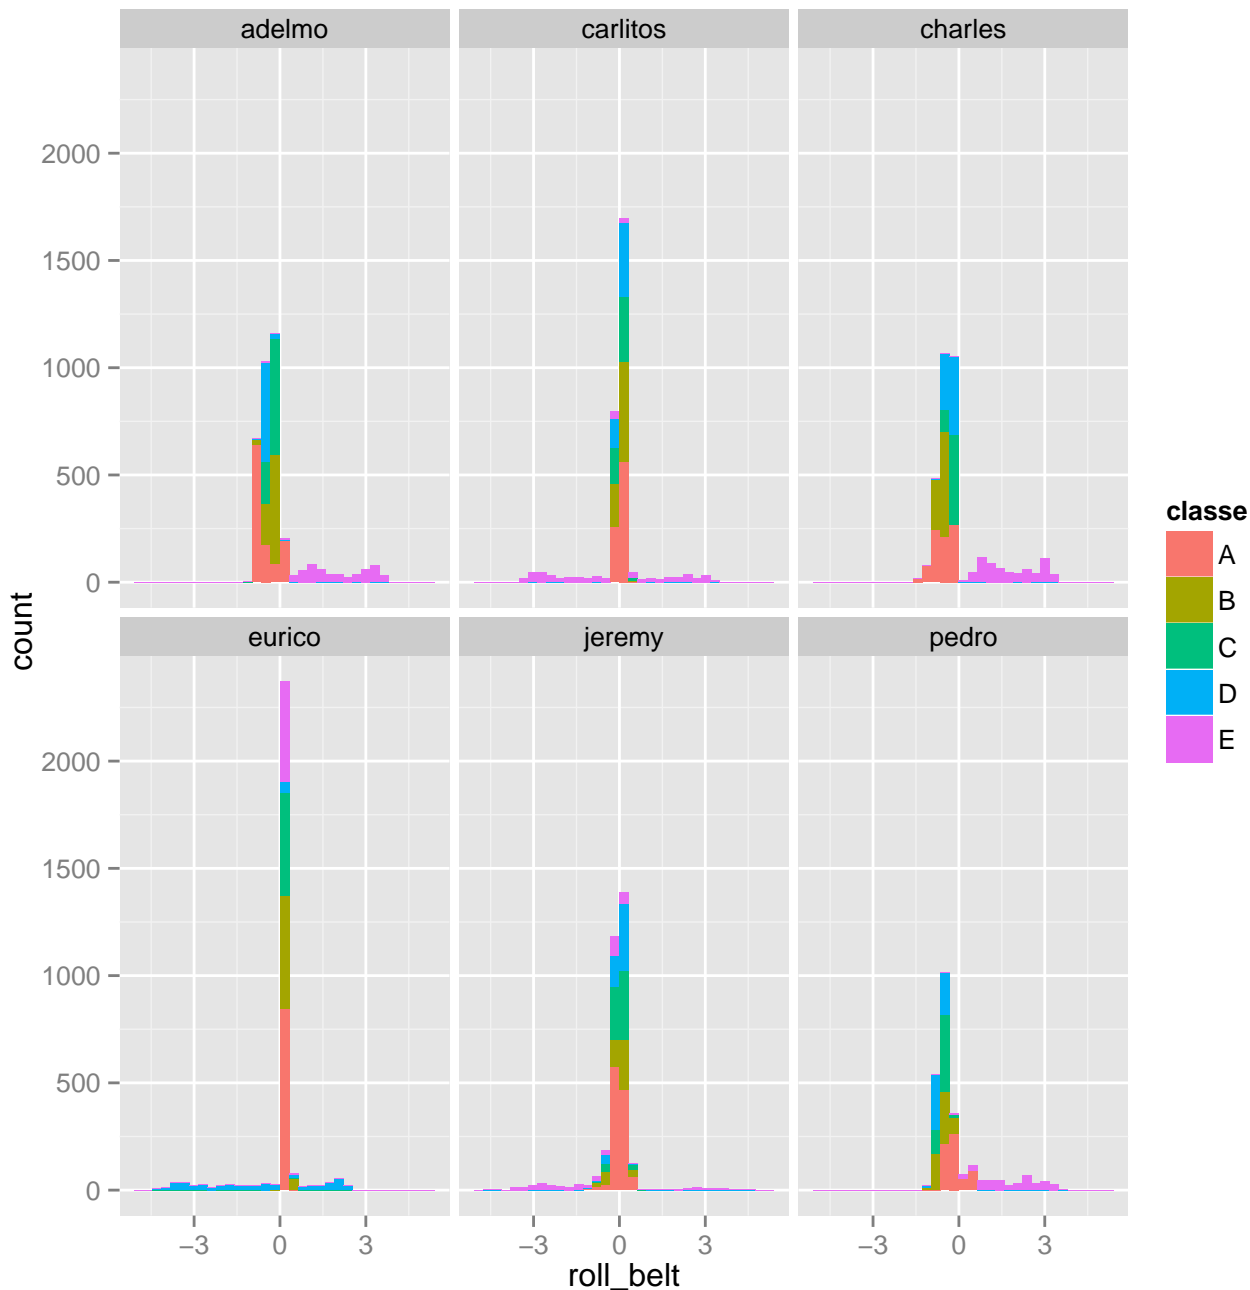 adelmo carlitos charles
2000
1500
1000
500
0
count
eurico jeremy pedro
2000
1500
1000
500
0
−3 0 3 −3 0 3 −3 0 3
roll_belt
classe
A
B
C
D
E